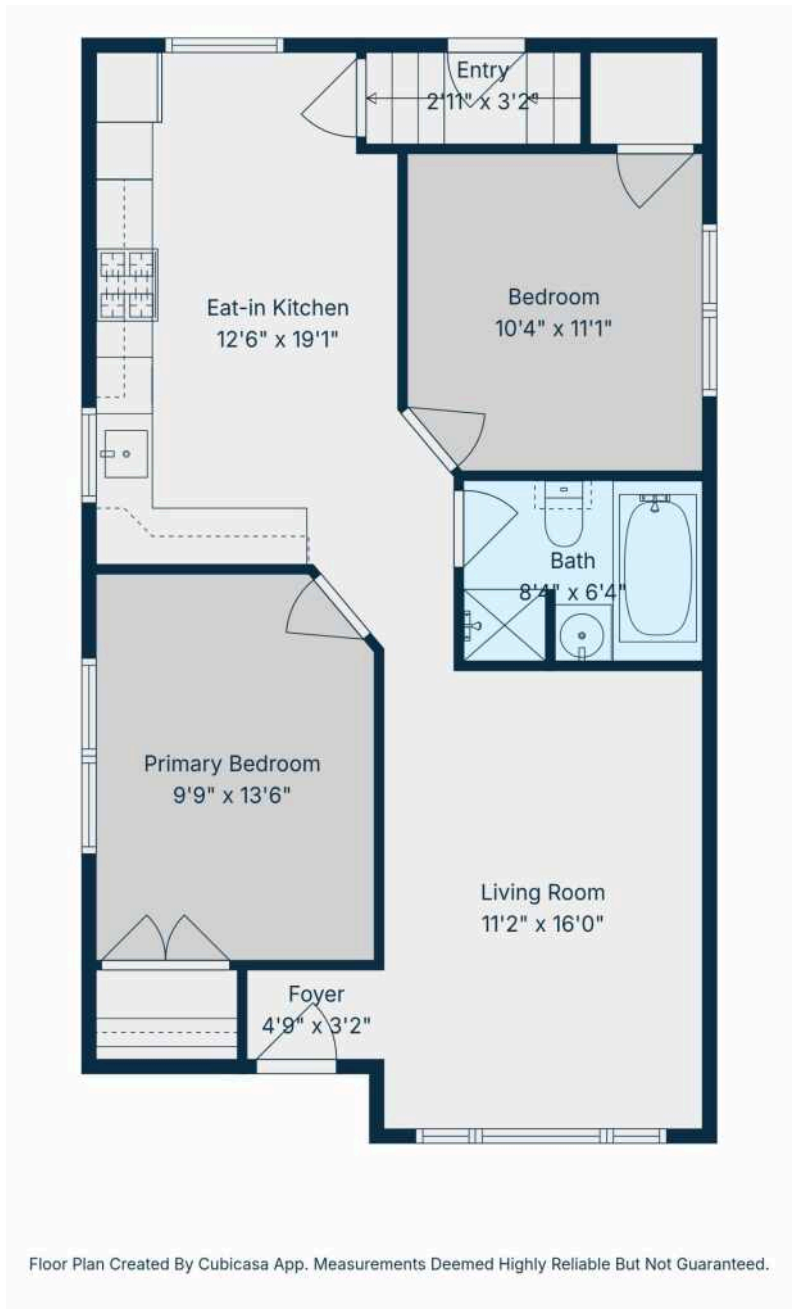 Entry
2'11" x 3'2"
Eat-in Kitchen
12'6" x 19'1"
Bedroom
10'4" x 11'1"
Bath
8'4" x 6'4"
Primary Bedroom
9'9" x 13'6"
Living Room
11'2" x 16'0"
Foyer
4'9" x 3'2"
Floor Plan Created By Cubicasa App. Measurements Deemed Highly Reliable But Not Guaranteed.